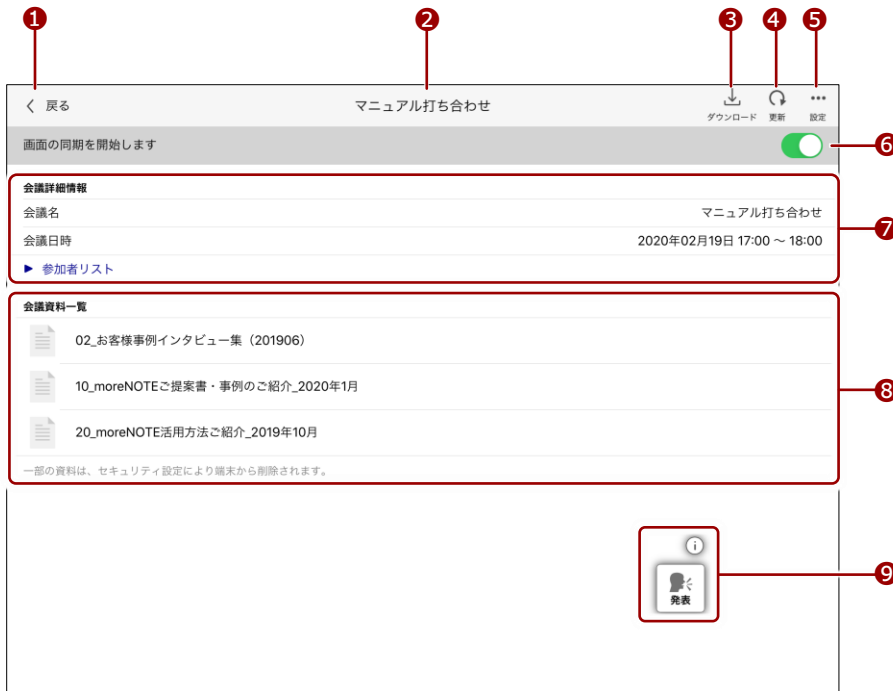 ❶ ❷ ❸ ❹ ❺
戻る マニュアル打ち合わせ ダウンロード 更新 設定
画面の同期を開始します ❻
会議詳細情報
会議名 マニュアル打ち合わせ ❼
会議日時 2020年02月19日 17:00 ～ 18:00
▶ 参加者リスト
会議資料一覧
02_お客様事例インタビュー集（201906）
10_moreNOTEご提案書・事例のご紹介_2020年1月 ❽
20_moreNOTE活用方法ご紹介_2019年10月
一部の資料は、セキュリティ設定により端末から削除されます。
i
発表 ❾